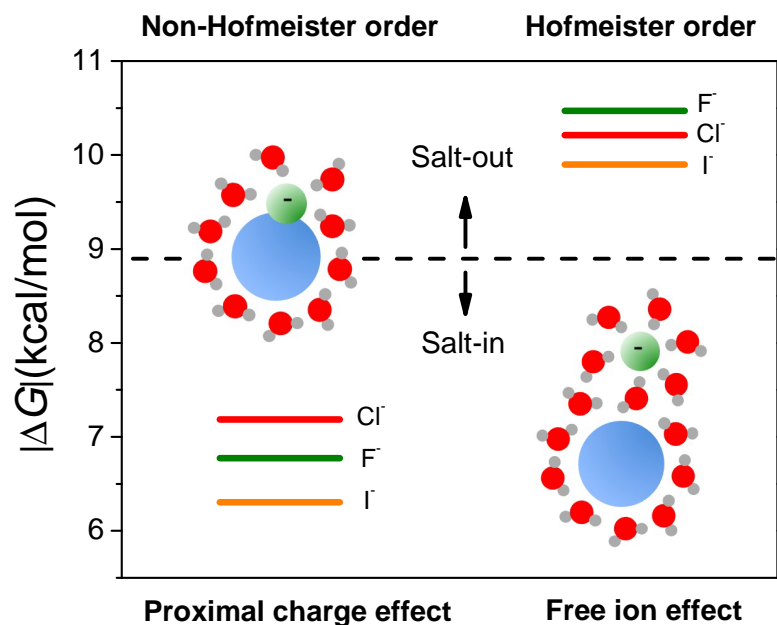 Non-Hofmeister order
Hofmeister order
|ΔG|(kcal/mol)
11
10
9
8
7
6
Salt-out
Salt-in
F⁻
Cl⁻
I⁻
Cl⁻
F⁻
I⁻
-
-
Proximal charge effect
Free ion effect